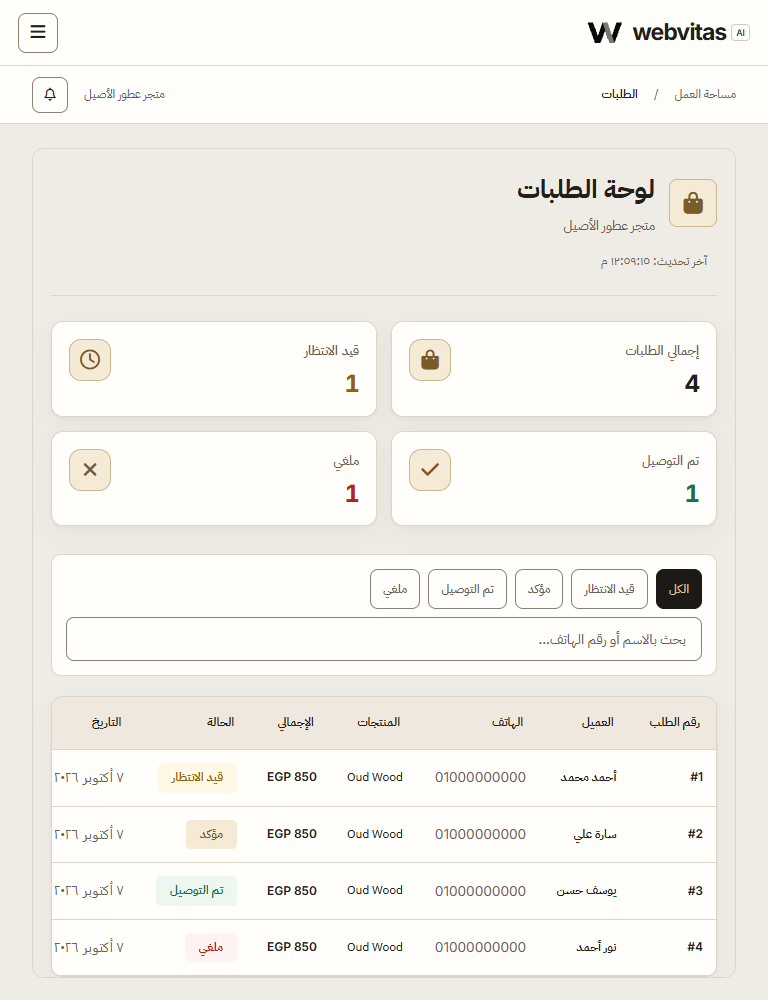 webvitas AI
مساحة العمل / الطلبات
متجر عطور الأصيل
لوحة الطلبات
متجر عطور الأصيل
آخر تحديث: ١٢:٥٩:١٥ م
إجمالي الطلبات
4
قيد الانتظار
1
تم التوصيل
1
ملغي
1
الكل قيد الانتظار مؤكد تم التوصيل ملغي
بحث بالاسم أو رقم الهاتف...
رقم الطلب العميل الهاتف المنتجات الإجمالي الحالة التاريخ
#1 أحمد محمد 01000000000 Oud Wood EGP 850 قيد الانتظار ٧ أكتوبر ٢٠٢٦
#2 سارة علي 01000000000 Oud Wood EGP 850 مؤكد ٧ أكتوبر ٢٠٢٦
#3 يوسف حسن 01000000000 Oud Wood EGP 850 تم التوصيل ٧ أكتوبر ٢٠٢٦
#4 نور أحمد 01000000000 Oud Wood EGP 850 ملغي ٧ أكتوبر ٢٠٢٦